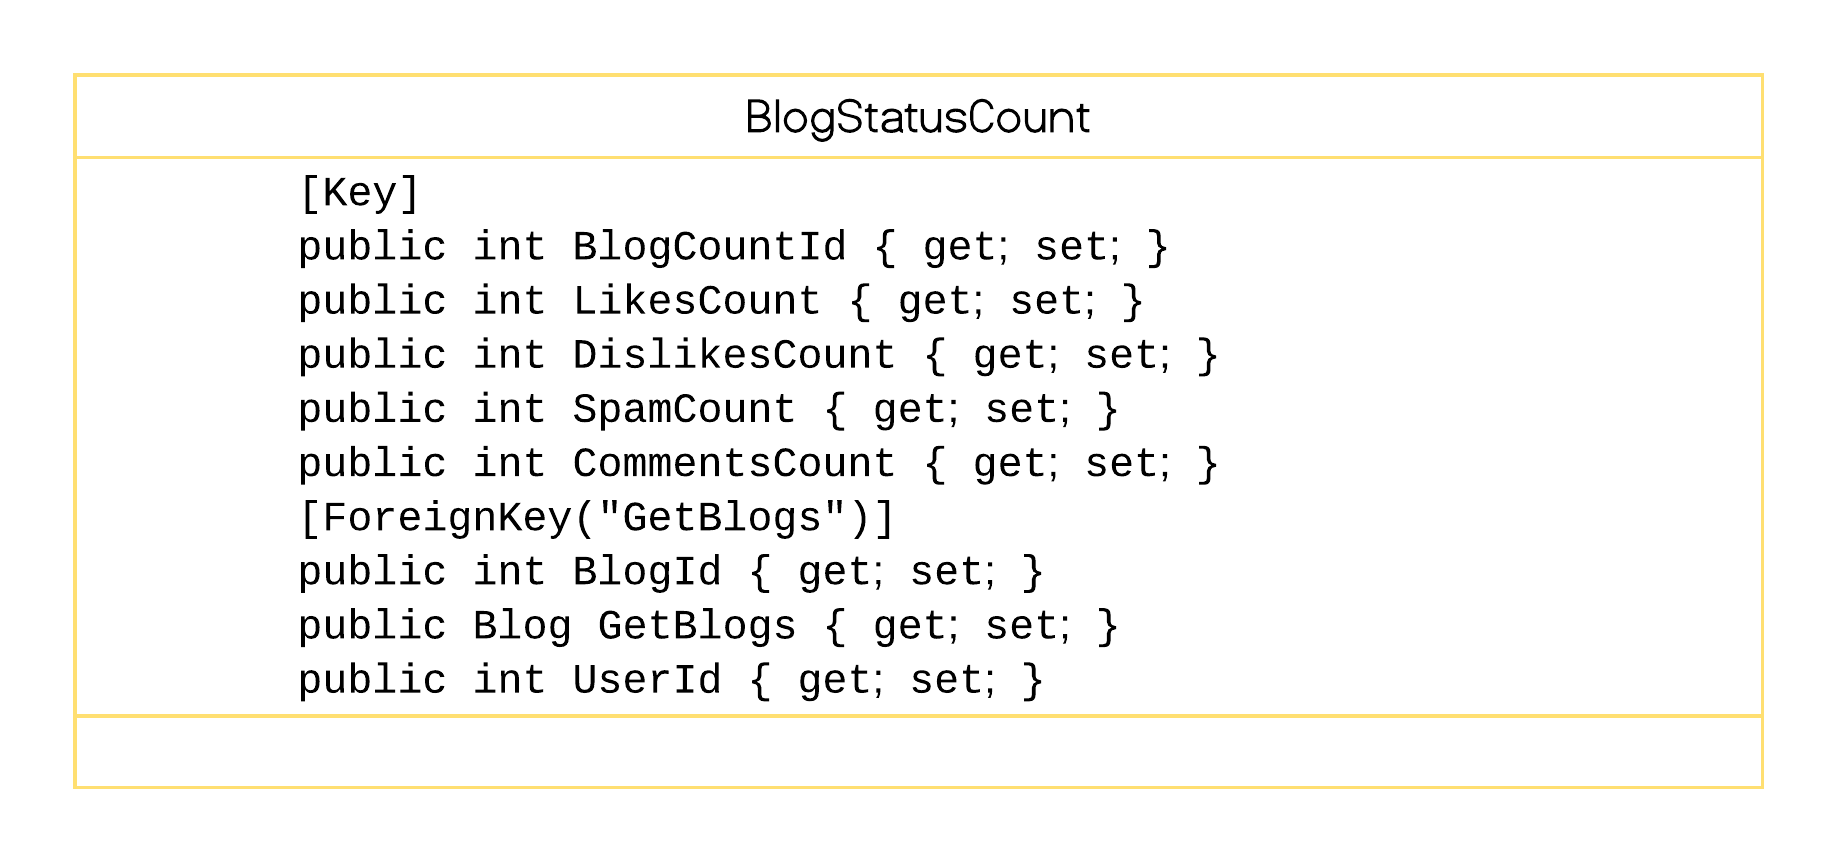 BlogStatusCount
[Key]
public int BlogCountId { get; set; }
public int LikesCount { get; set; }
public int DislikesCount { get; set; }
public int SpamCount { get; set; }
public int CommentsCount { get; set; }
[ForeignKey("GetBlogs")]
public int BlogId { get; set; }
public Blog GetBlogs { get; set; }
public int UserId { get; set; }